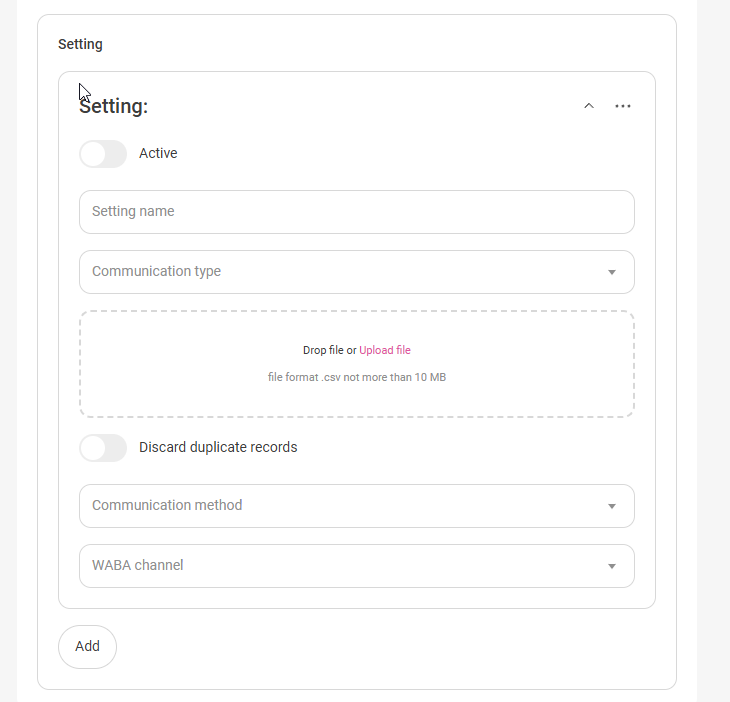 Setting
Setting:
Active
Setting name
Communication type
Drop file or Upload file
file format .csv not more than 10 MB
Discard duplicate records
Communication method
WABA channel
Add